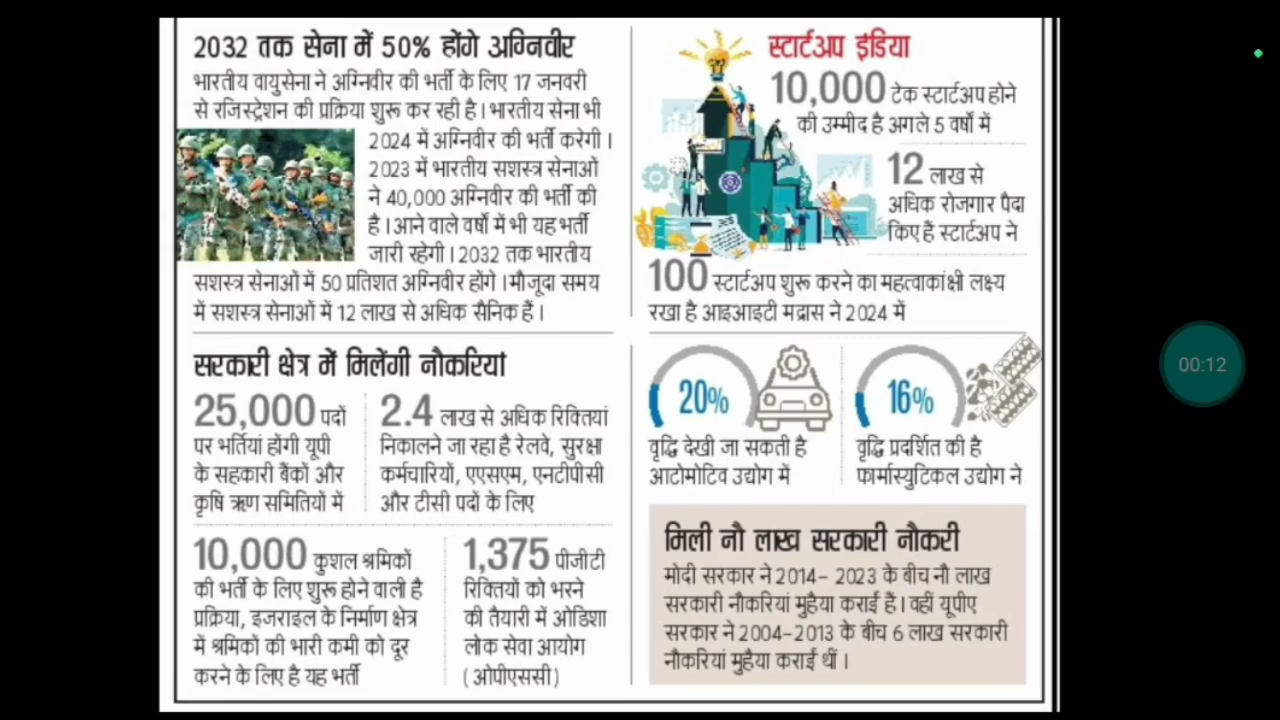 2032 तक सेना में 50% होंगे अग्निवीर
भारतीय वायुसेना ने अग्निवीर की भर्ती के लिए 17 जनवरी
से रजिस्ट्रेशन की प्रक्रिया शुरू कर रही है। भारतीय सेना भी
2024 में अग्निवीर की भर्ती करेगी।
2023 में भारतीय सशस्त्र सेनाओं
ने 40,000 अग्निवीर की भर्ती की
है। आने वाले वर्षों में भी यह भर्ती
जारी रहेगी। 2032 तक भारतीय
सशस्त्र सेनाओं में 50 प्रतिशत अग्निवीर होंगे। मौजूदा समय
में सशस्त्र सेनाओं में 12 लाख से अधिक सैनिक हैं।
स्टार्टअप इंडिया
10,000 टेक स्टार्टअप होने
की उम्मीद है अगले 5 वर्षों में
12 लाख से
अधिक रोजगार पैदा
किए हैं स्टार्टअप ने
100 स्टार्टअप शुरू करने का महत्वाकांक्षी लक्ष्य
रखा है आइआइटी मद्रास ने 2024 में
सरकारी क्षेत्र में मिलेंगी नौकरियां
25,000 पदों
पर भर्तियां होंगी यूपी
के सहकारी बैंकों और
कृषि ऋण समितियों में
2.4 लाख से अधिक रिक्तियां
निकालने जा रहा है रेलवे, सुरक्षा
कर्मचारियों, एएसएम, एनटीपीसी
और टीसी पदों के लिए
10,000 कुशल श्रमिकों
की भर्ती के लिए शुरू होने वाली है
प्रक्रिया, इजराइल के निर्माण क्षेत्र
में श्रमिकों की भारी कमी को दूर
करने के लिए है यह भर्ती
1,375 पीजीटी
रिक्तियों को भरने
की तैयारी में ओडिशा
लोक सेवा आयोग
(ओपीएससी)
20%
वृद्धि देखी जा सकती है
आटोमोटिव उद्योग में
16%
वृद्धि प्रदर्शित की है
फार्मास्युटिकल उद्योग ने
मिली नौ लाख सरकारी नौकरी
मोदी सरकार ने 2014- 2023 के बीच नौ लाख
सरकारी नौकरियां मुहैया कराई हैं। वहीं यूपीए
सरकार ने 2004-2013 के बीच 6 लाख सरकारी
नौकरियां मुहैया कराई थीं।
00:12